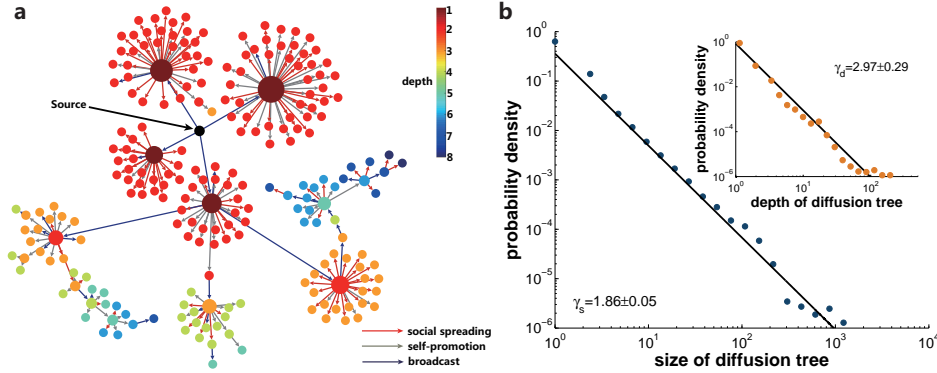 a
Source
depth
1
2
3
4
5
6
7
8
social spreading
self-promotion
broadcast
b
probability density
10^0
10^-1
10^-2
10^-3
10^-4
10^-5
10^-6
10^0
10^1
10^2
10^3
10^4
size of diffusion tree
γs=1.86±0.05
probability density
10^0
10^-2
10^-4
10^-6
10^0
10^1
10^2
depth of diffusion tree
γd=2.97±0.29